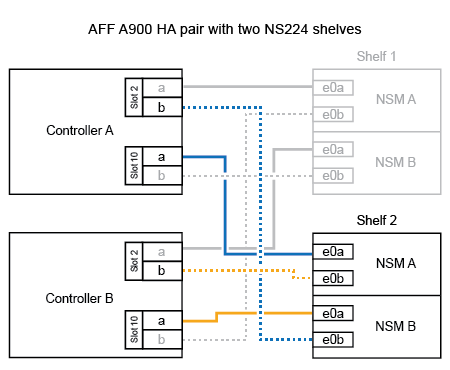 AFF A900 HA pair with two NS224 shelves
Shelf 1
Controller A
Slot 2
a
b
Slot 10
a
b
e0a
e0b
NSM A
e0a
e0b
NSM B
Shelf 2
Controller B
Slot 2
a
b
Slot 10
a
b
e0a
e0b
NSM A
e0a
e0b
NSM B